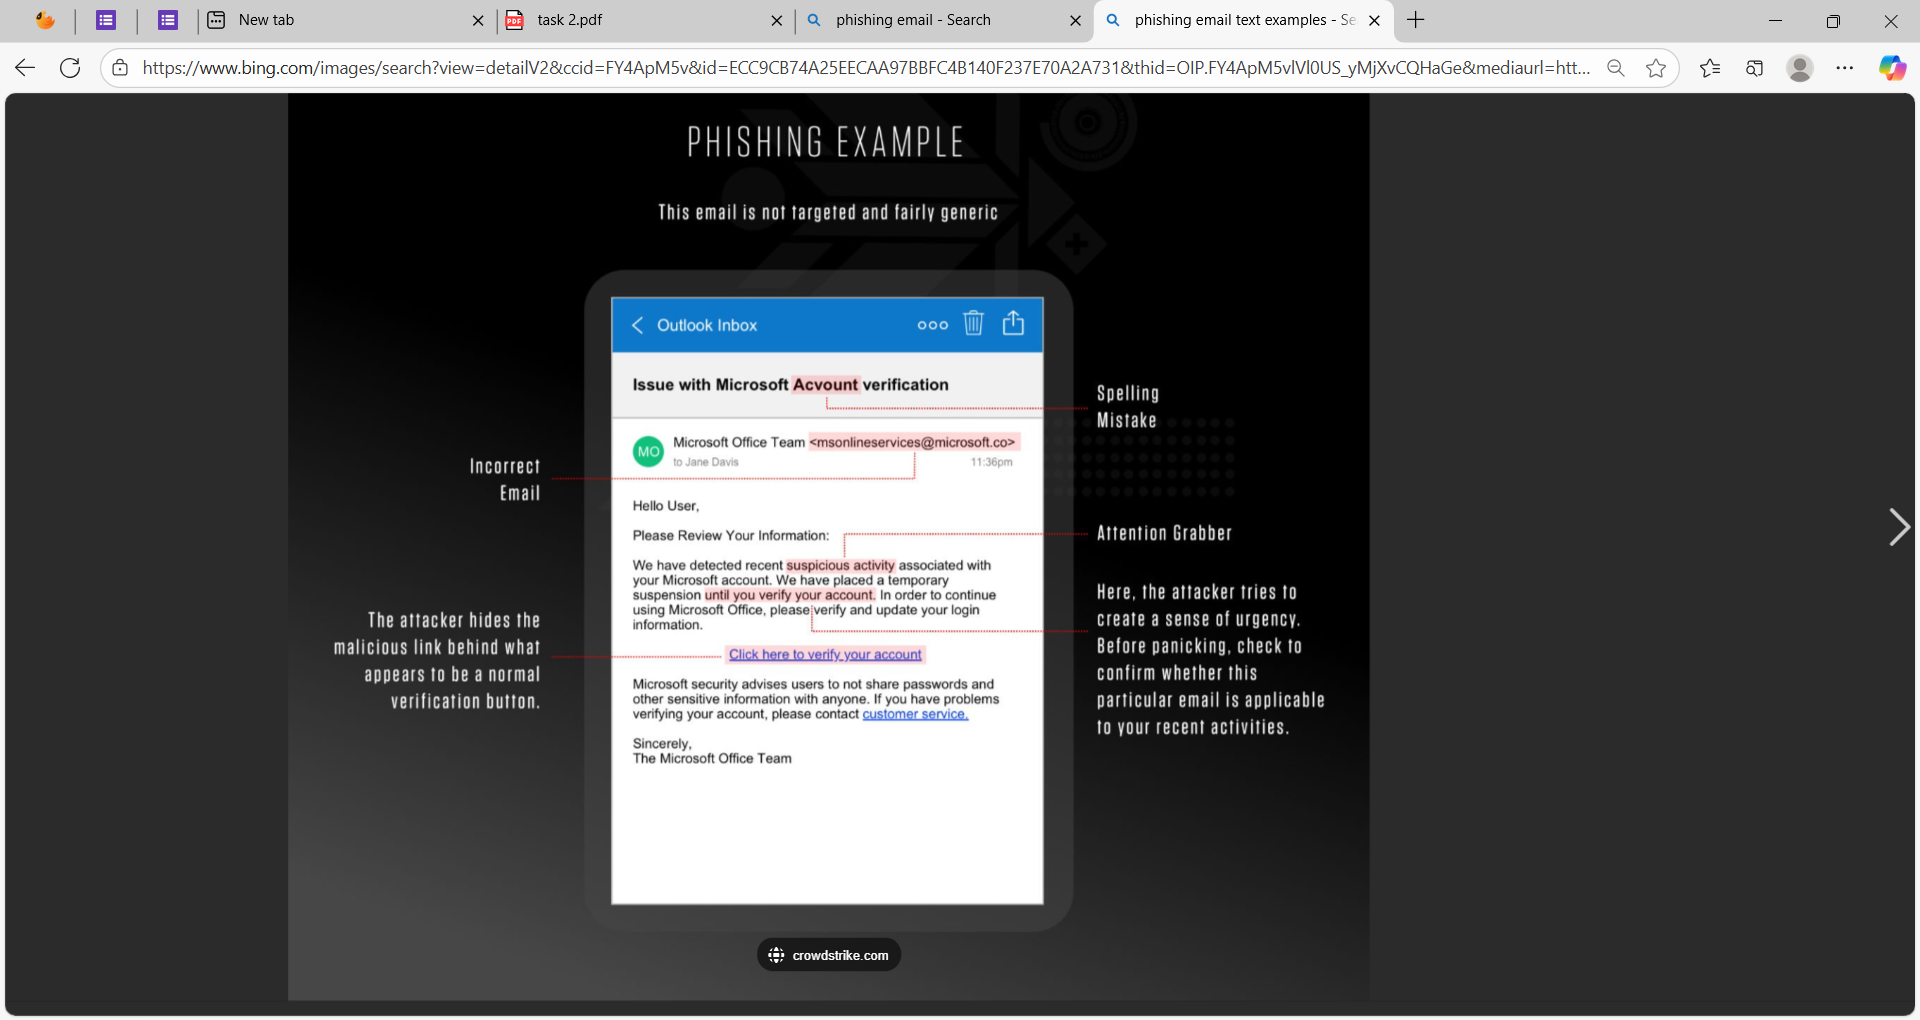 New tab
task 2.pdf
phishing email - Search
phishing email text examples - Se
https://www.bing.com/images/search?view=detailV2&ccid=FY4ApM5v&id=ECC9CB74A25EECAA97BBFC4B140F237E70A2A731&thid=OIP.FY4ApM5vlVl0US_yMjXvCQHaGe&mediaurl=htt...
PHISHING EXAMPLE
This email is not targeted and fairly generic
Outlook Inbox
Issue with Microsoft Acvount verification
Spelling
Mistake
MO
Microsoft Office Team <msonlineservices@microsoft.co>
to Jane Davis
11:36pm
Incorrect
Email
Hello User,
Please Review Your Information:
Attention Grabber
We have detected recent suspicious activity associated with
your Microsoft account. We have placed a temporary
suspension until you verify your account. In order to continue
using Microsoft Office, please verify and update your login
information.
Here, the attacker tries to
create a sense of urgency.
Before panicking, check to
confirm whether this
particular email is applicable
to your recent activities.
The attacker hides the
malicious link behind what
appears to be a normal
verification button.
Click here to verify your account
Microsoft security advises users to not share passwords and
other sensitive information with anyone. If you have problems
verifying your account, please contact customer service.
Sincerely,
The Microsoft Office Team
crowdstrike.com